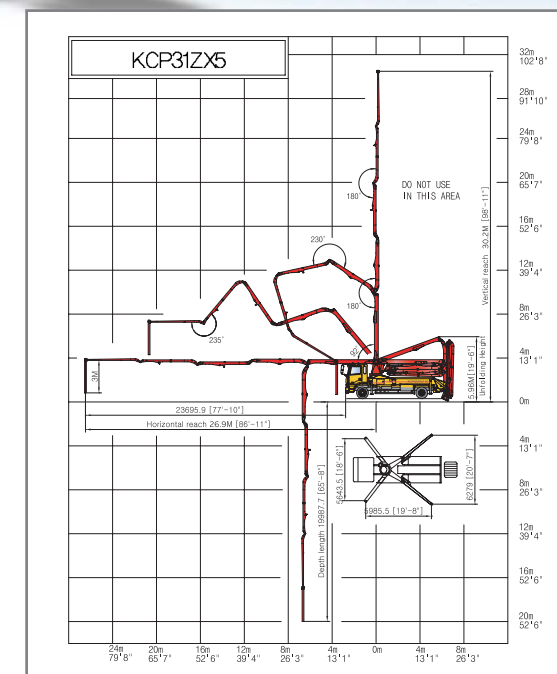 KCP31ZX5
32m
102'8"
28m
91'10"
24m
79'8"
20m
65'7"
16m
52'6"
12m
39'4"
8m
26'3"
4m
13'1"
0m
4m
13'1"
8m
26'3"
12m
39'4"
16m
52'6"
20m
52'6"
DO NOT USE
IN THIS AREA
180°
230°
180°
235°
92°
3M
Vertical reach 30.2M [98'-11"]
5.96M[19'-6"]
Unfolding Height
23695.9 [77'-10"]
Horizontal reach 26.9M [86'-11"]
Depth length 19987.7 [65'-8"]
5643.5 [18'-6"]
6279 [20'-7"]
5985.5 [19'-8"]
24m
79'8"
20m
65'7"
16m
52'6"
12m
39'4"
8m
26'3"
4m
13'1"
0m
4m
13'1"
8m
26'3"